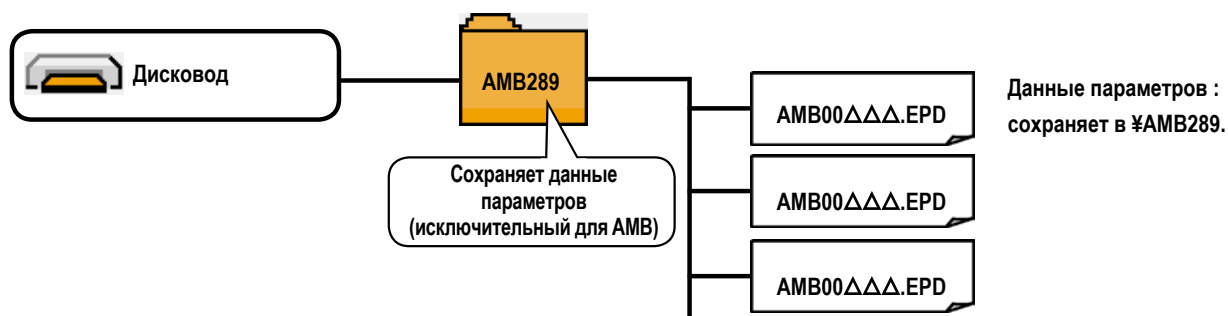 Дисковод
AMB289
Сохраняет данные
параметров
(исключительный для AMB)
AMB00△△△.EPD
AMB00△△△.EPD
AMB00△△△.EPD
Данные параметров :
сохраняет в ¥AMB289.